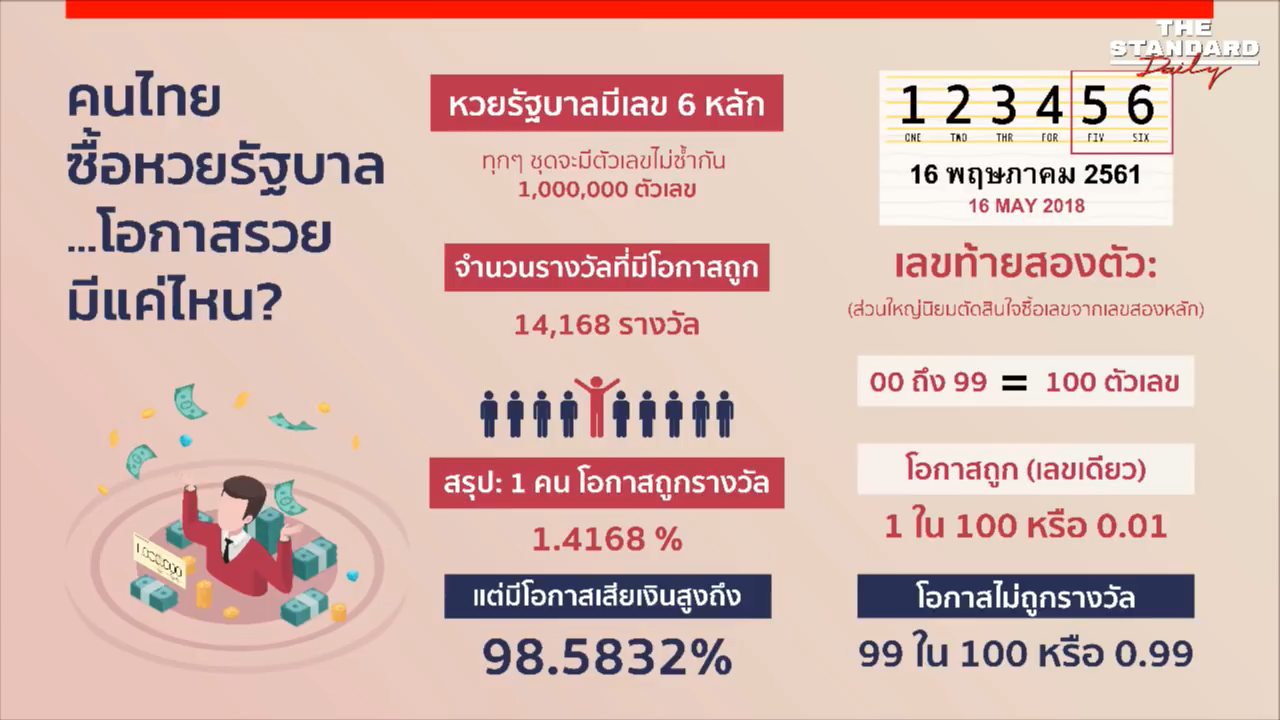 THE
STANDARD
Daily
คนไทย
ซื้อหวยรัฐบาล
...โอกาสรวย
มีแค่ไหน?
1,000,000
หวยรัฐบาลมีเลข 6 หลัก
ทุกๆ ชุดจะมีตัวเลขไม่ซ้ำกัน
1,000,000 ตัวเลข
จำนวนรางวัลที่มีโอกาสถูก
14,168 รางวัล
สรุป: 1 คน โอกาสถูกรางวัล
1.4168 %
แต่มีโอกาสเสียเงินสูงถึง
98.5832%
1 2 3 4 5 6
ONE TWO THR FOR FIV SIX
16 พฤษภาคม 2561
16 MAY 2018
เลขท้ายสองตัว:
(ส่วนใหญ่นิยมตัดสินใจซื้อเลขจากเลขสองหลัก)
00 ถึง 99 = 100 ตัวเลข
โอกาสถูก (เลขเดียว)
1 ใน 100 หรือ 0.01
โอกาสไม่ถูกรางวัล
99 ใน 100 หรือ 0.99